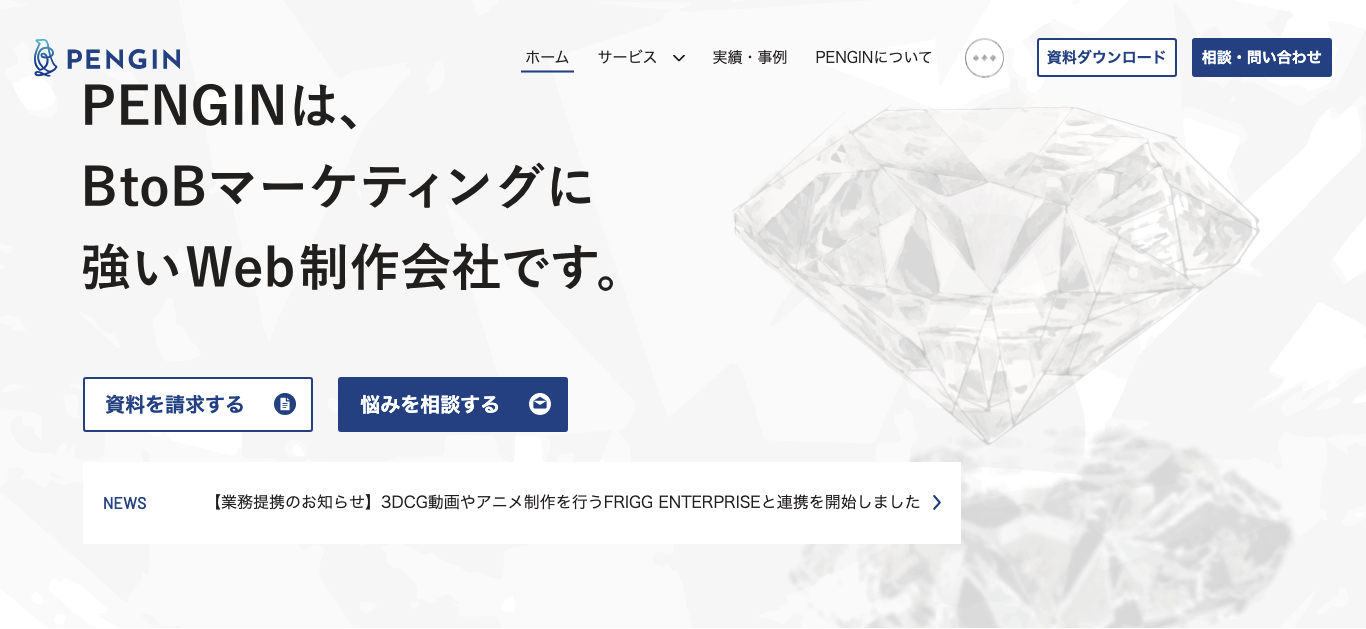 PENGIN
ホーム
サービス
実績・事例
PENGINについて
資料ダウンロード
相談・問い合わせ
PENGINは、
BtoBマーケティングに
強いWeb制作会社です。
資料を請求する
悩みを相談する
NEWS
【業務提携のお知らせ】3DCG動画やアニメ制作を行うFRIGG ENTERPRISEと連携を開始しました